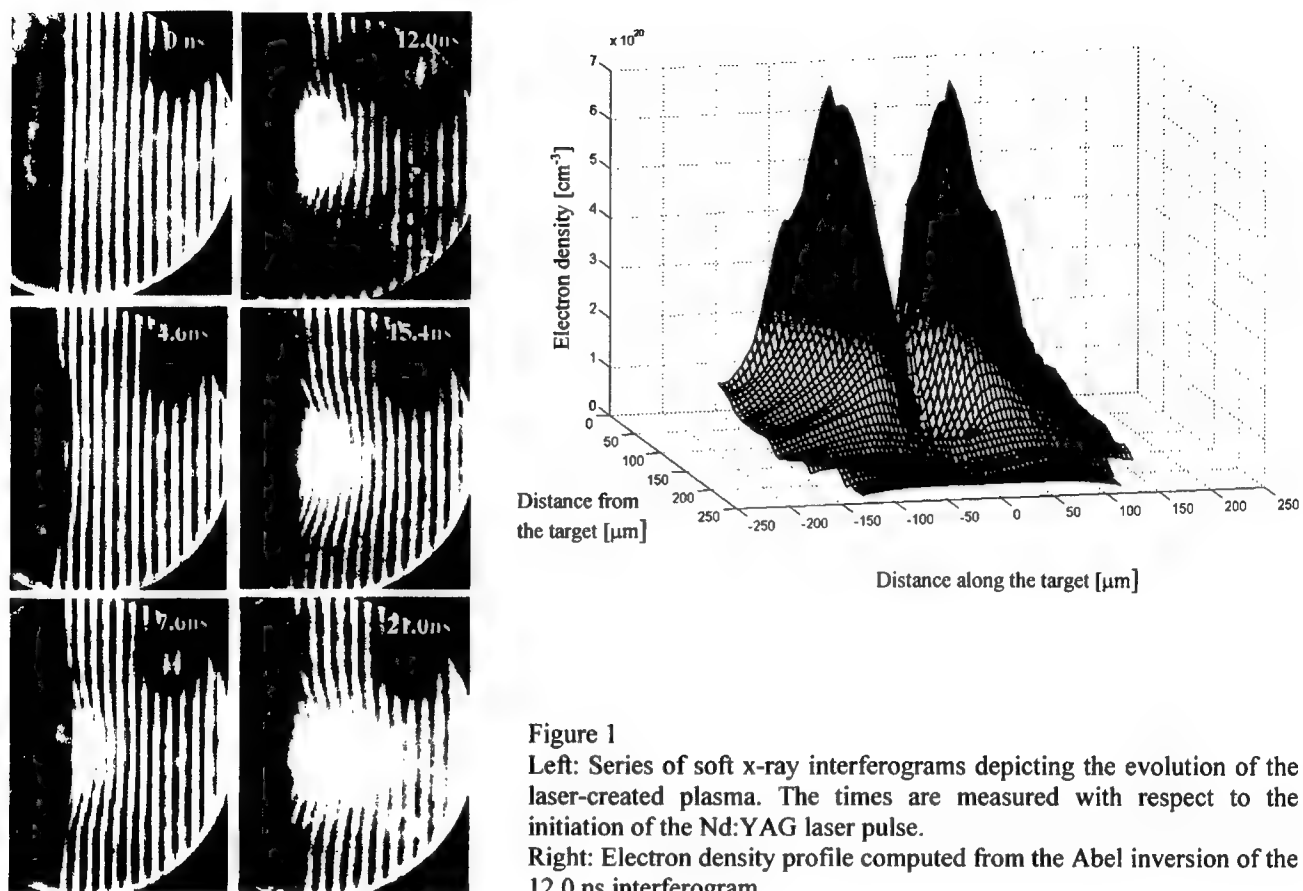 0 ns
12.0ns
4.6ns
15.4ns
7.6ns
21.0ns
x 10²⁰
7
6
5
4
3
2
1
0
Electron density [cm⁻³]
0
50
100
150
200
250
Distance from
the target [µm]
-250
-200
-150
-100
-50
0
50
100
150
200
250
Distance along the target [µm]
Figure 1
Left: Series of soft x-ray interferograms depicting the evolution of the
laser-created plasma. The times are measured with respect to the
initiation of the Nd:YAG laser pulse.
Right: Electron density profile computed from the Abel inversion of the
12.0 ns interferogram